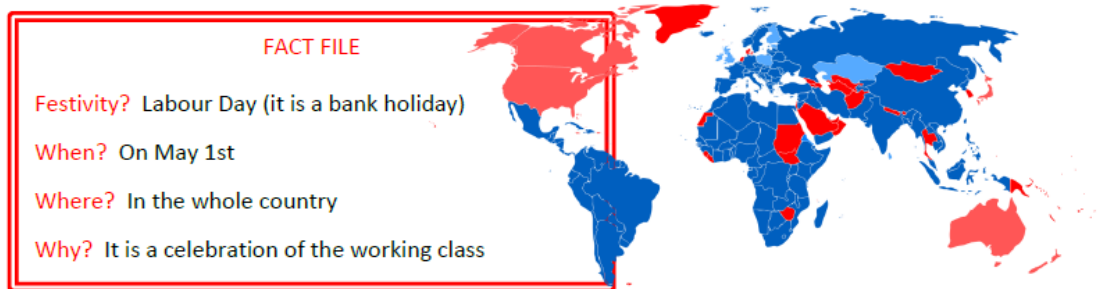 FACT FILE
Festivity? Labour Day (it is a bank holiday)
When? On May 1st
Where? In the whole country
Why? It is a celebration of the working class